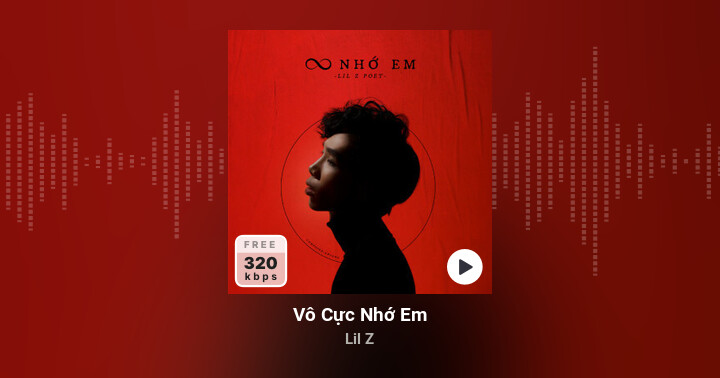 ∞ NHỚ EM
-LIL Z POET-
FREE
320
kbps
Vô Cực Nhớ Em
Lil Z